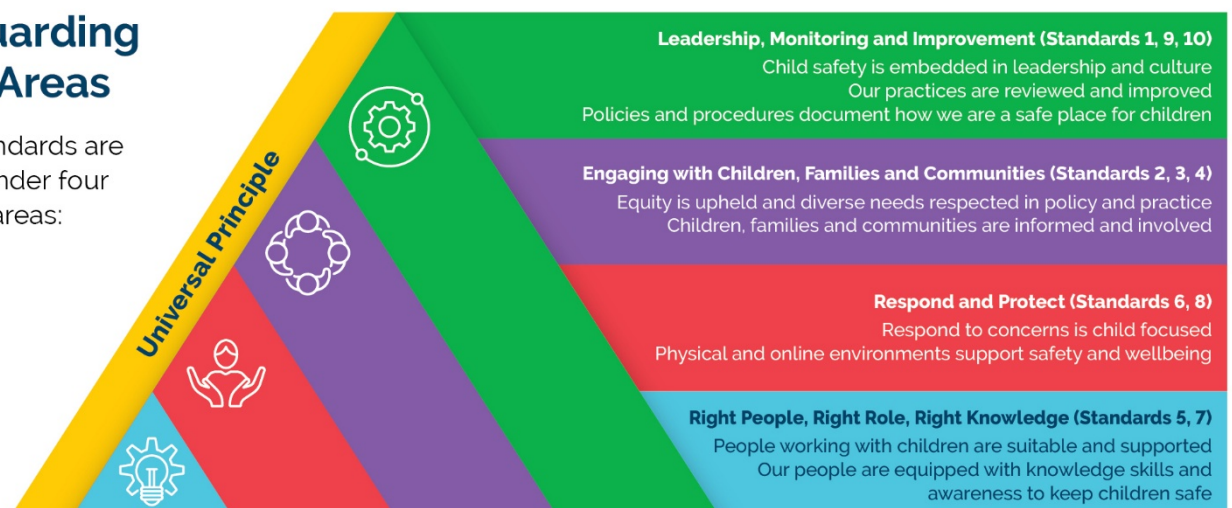 Areas
are
four
areas:
Universal Principle
Leadership, Monitoring and Improvement (Standards 1, 9, 10)
Child safety is embedded in leadership and culture
Our practices are reviewed and improved
Policies and procedures document how we are a safe place for children
Engaging with Children, Families and Communities (Standards 2, 3, 4)
Equity is upheld and diverse needs respected in policy and practice
Children, families and communities are informed and involved
Respond and Protect (Standards 6, 8)
Respond to concerns is child focused
Physical and online environments support safety and wellbeing
Right People, Right Role, Right Knowledge (Standards 5, 7)
People working with children are suitable and supported
Our people are equipped with knowledge skills and
awareness to keep children safe